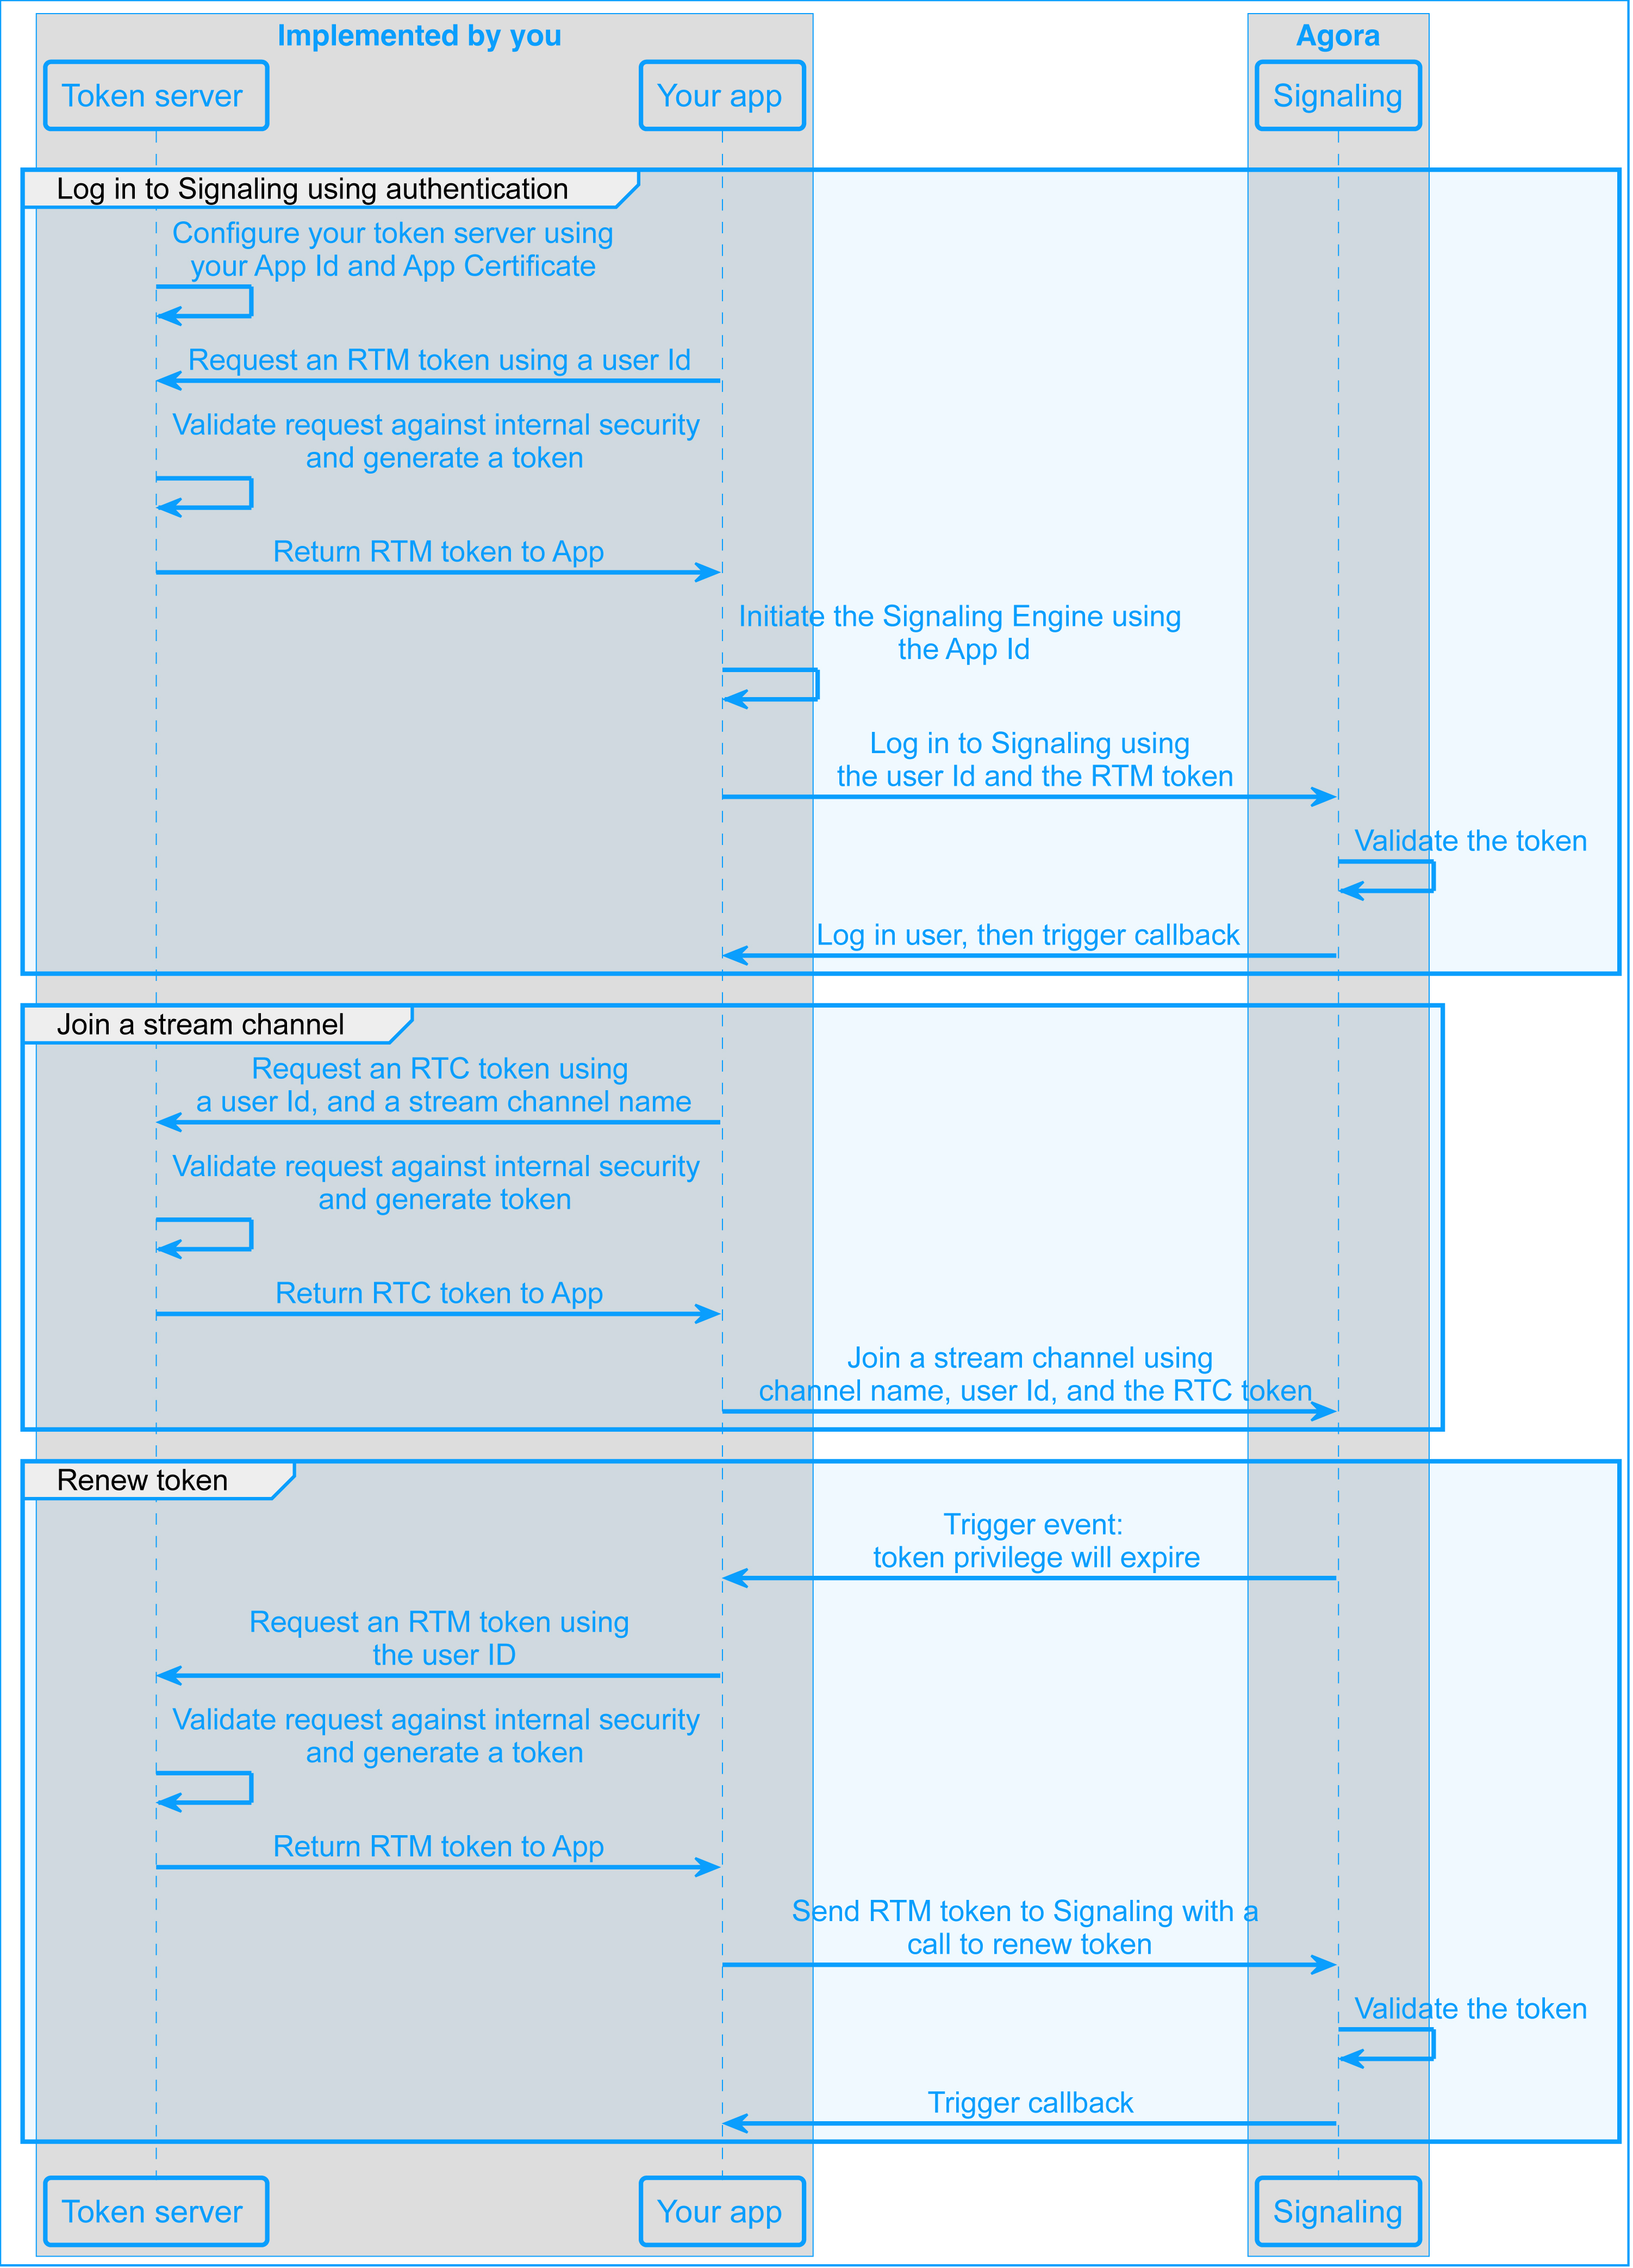 Implemented by you
Agora
Token server
Your app
Signaling
Log in to Signaling using authentication
Configure your token server using
your App Id and App Certificate
Request an RTM token using a user Id
Validate request against internal security
and generate a token
Return RTM token to App
Initiate the Signaling Engine using
the App Id
Log in to Signaling using
the user Id and the RTM token
Validate the token
Log in user, then trigger callback
Join a stream channel
Request an RTC token using
a user Id, and a stream channel name
Validate request against internal security
and generate token
Return RTC token to App
Join a stream channel using
channel name, user Id, and the RTC token
Renew token
Trigger event:
token privilege will expire
Request an RTM token using
the user ID
Validate request against internal security
and generate a token
Return RTM token to App
Send RTM token to Signaling with a
call to renew token
Validate the token
Trigger callback
Token server
Your app
Signaling